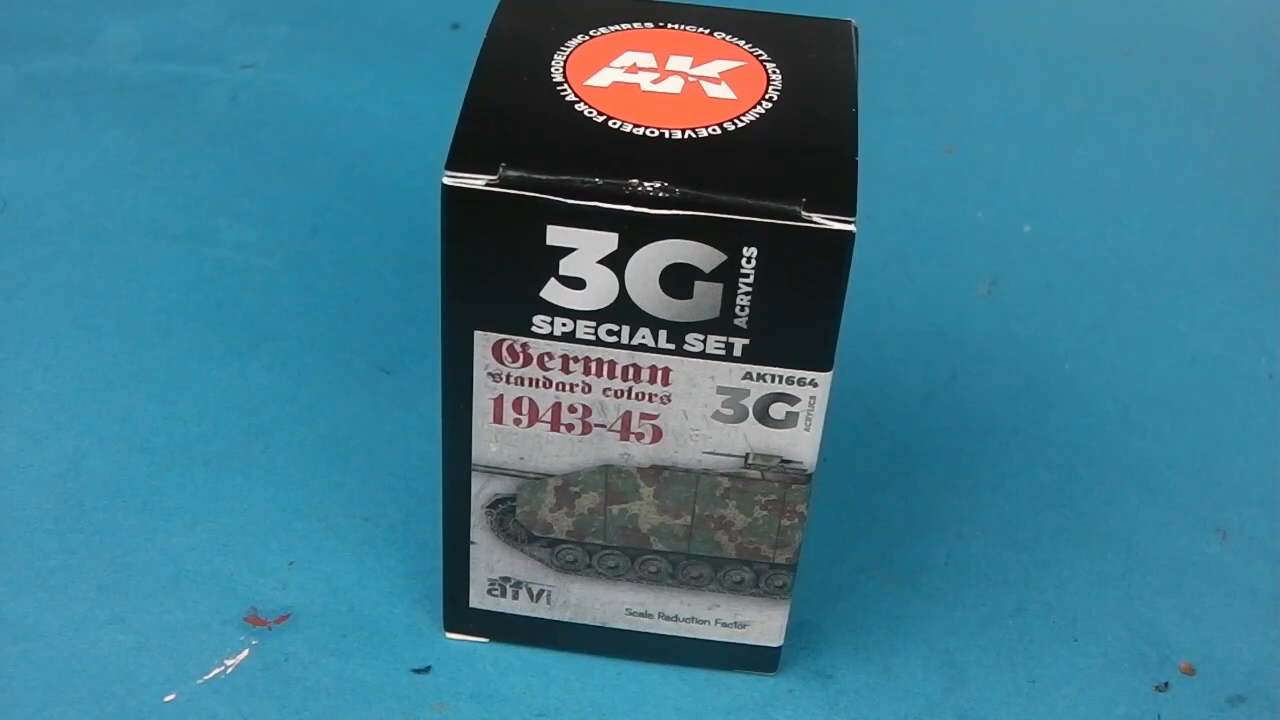 HIGH QUALITY ACRYLIC PAINTS DEVELOPED FOR ALL MODELLING GENRES •
AK
3G
ACRYLICS
SPECIAL SET
German
standard colors
1943-45
AK11664
3G
ACRYLICS
afv
Scale Reduction Factor